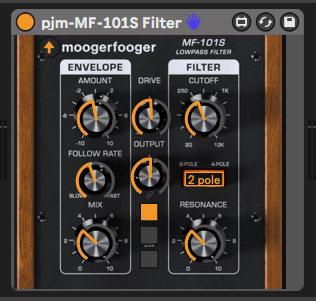 pjm-MF-101S Filter
moogerfooger
MF-101S
LOWPASS FILTER
ENVELOPE
DRIVE
FILTER
AMOUNT
CUTOFF
-2 2
-6 6
-10 10
250 1K
20 12K
FOLLOW RATE
OUTPUT
SLOW FAST
2-POLE 4-POLE
2 pole
MIX
RESONANCE
4 6
2 8
0 10
4 6
2 8
0 10